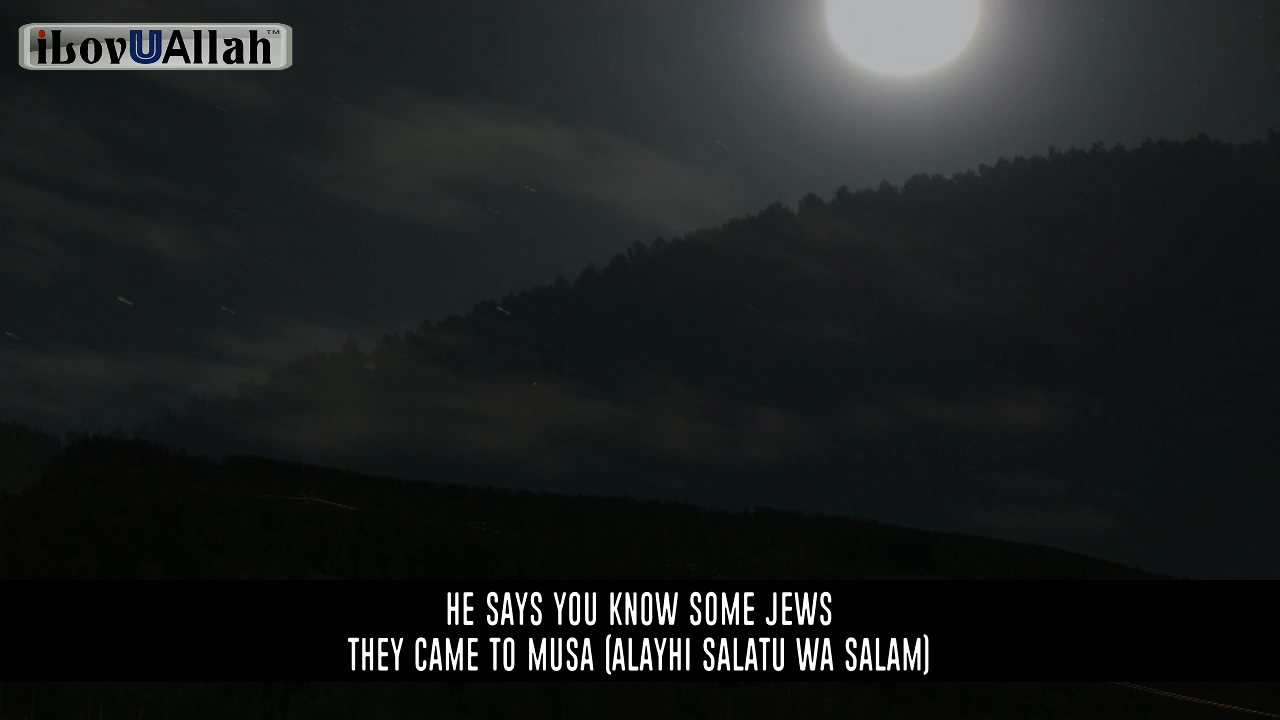 iLovUAllah™
HE SAYS YOU KNOW SOME JEWS
THEY CAME TO MUSA (ALAYHI SALATU WA SALAM)